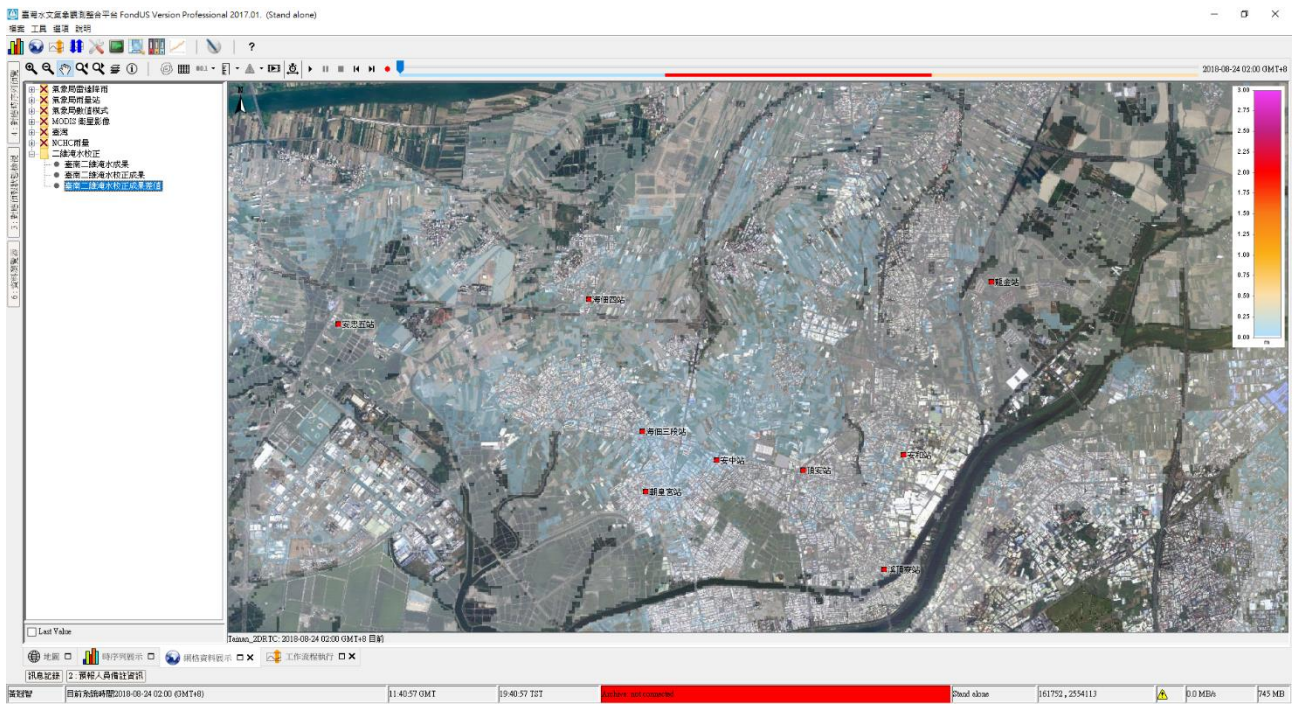 臺灣水文氣象觀測整合平台 FondUS Version Professional 2017.01. (Stand alone)
檔案 工具 選項 說明
2018-08-24 02:00 GMT+8
氣象局雷達降雨
氣象局雨量站
氣象局數值模式
MODIS 衛星影像
臺灣
NCHC雨量
二維淹水校正
臺南二維淹水成果
臺南二維淹水校正成果
臺南二維淹水校正成果差值
3.00
2.75
2.50
2.25
2.00
1.75
1.50
1.25
1.00
0.75
0.50
0.25
0.00
m
龍金站
海佃四站
安忠五站
海佃三段站
安和站
安中站
頂安站
朝皇宮站
溪頂寮站
Last Value
Tainan_2DRTC: 2018-08-24 02:00 GMT+8 目前
地圖 時序列展示 網格資料展示 工作流程執行
訊息記錄 2 : 預報人員備註資訊
目前系統時間2018-08-24 02:00 (GMT+8) 11:40:57 GMT 19:40:57 TST Archive: not connected Stand alone 161752 , 2554113 0.0 MB/s 745 MB